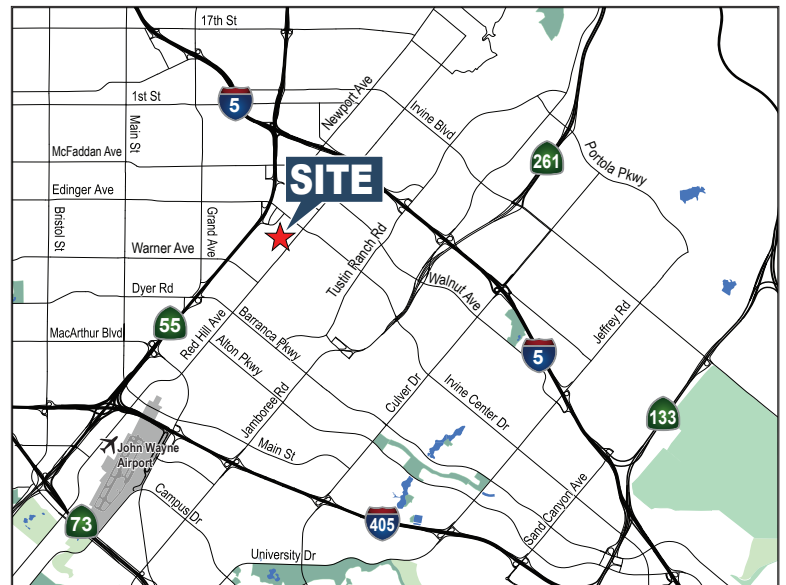 17th St
1st St
5
Newport Ave
Irvine Blvd
Main St
McFaddan Ave
261
Portola Pkwy
SITE
Edinger Ave
Bristol St
Grand Ave
Warner Ave
Tustin Ranch Rd
Walnut Ave
Dyer Rd
55
Red Hill Ave
Barranca Pkwy
Jeffrey Rd
MacArthur Blvd
Alton Pkwy
5
Culver Dr
Irvine Center Dr
Jamboree Rd
133
John Wayne
Airport
Main St
Sand Canyon Ave
Campus Dr
73
405
University Dr